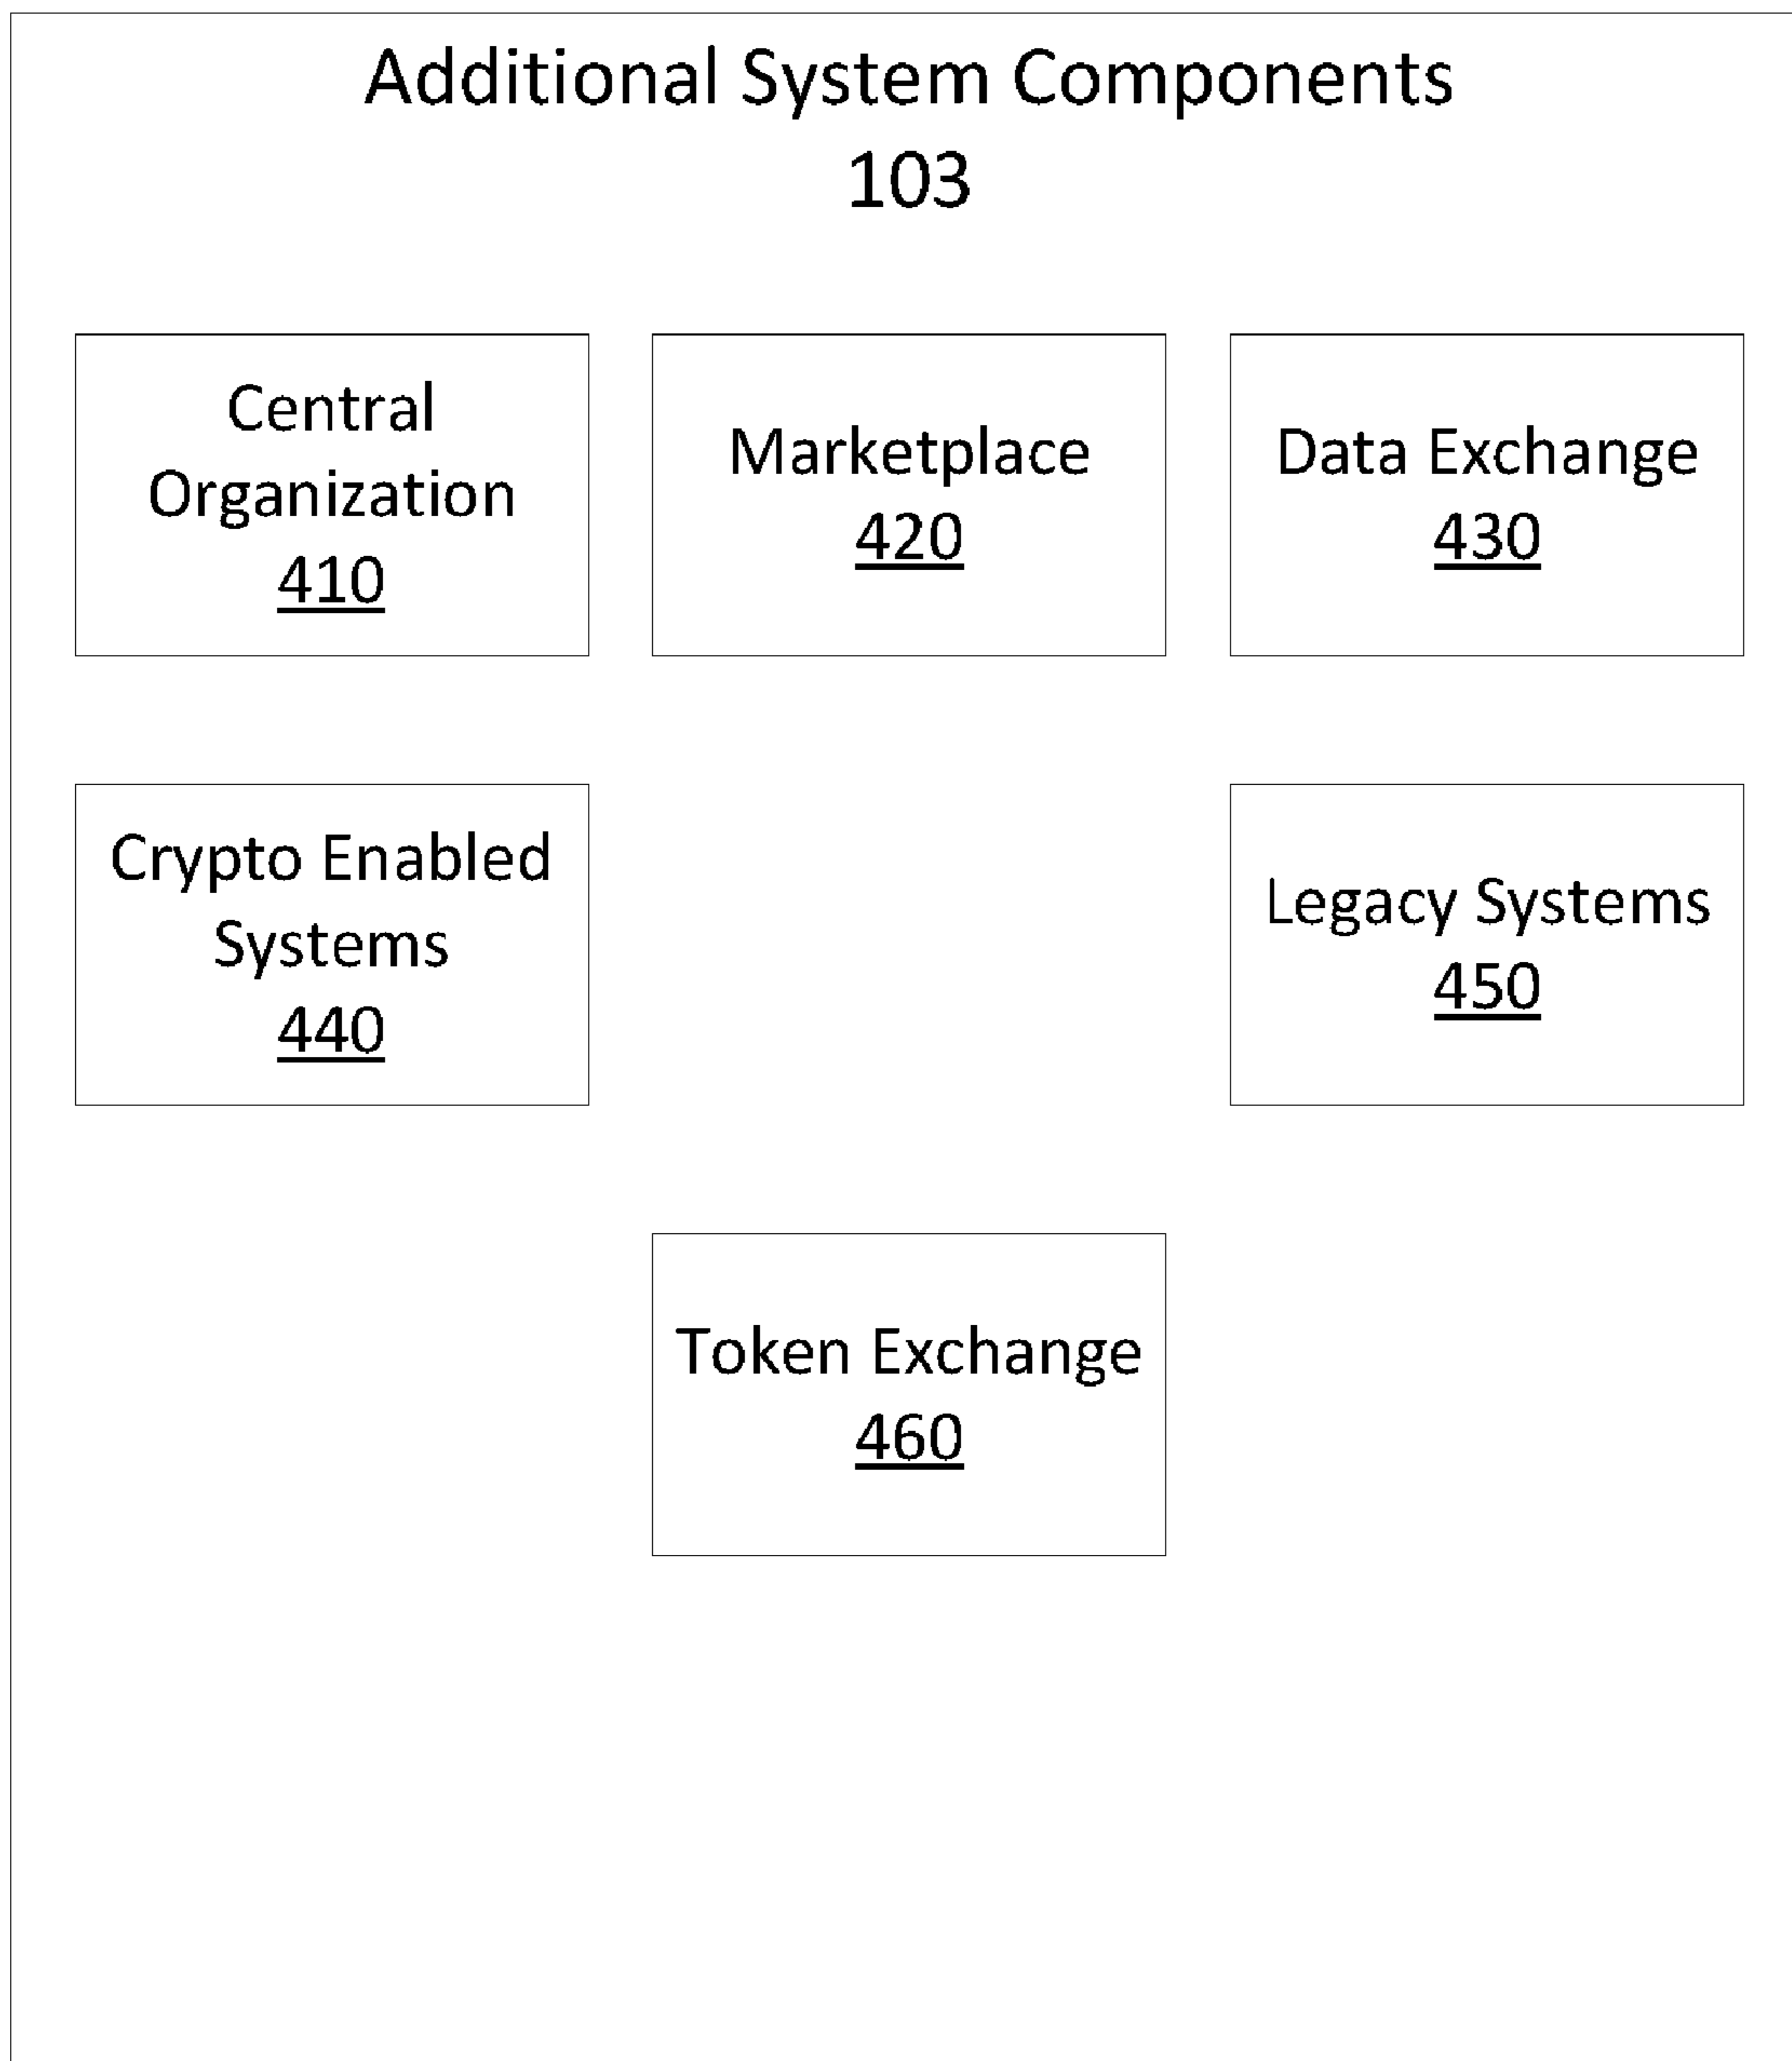 Additional System Components
103
Central
Organization
410
Marketplace
420
Data Exchange
430
Crypto Enabled
Systems
440
Legacy Systems
450
Token Exchange
460